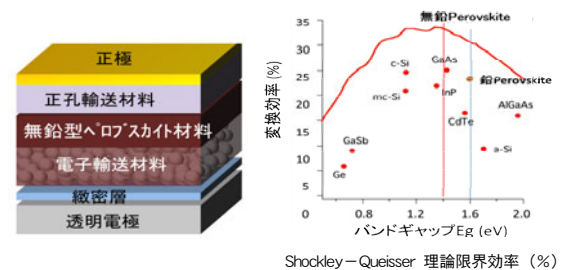 正極
正孔輸送材料
無鉛型ペロブスカイト材料
電子輸送材料
緻密層
透明電極
変換効率 (%)
無鉛Perovskite
鉛Perovskite
c-Si
GaAs
mc-Si
InP
CdTe
AlGaAs
a-Si
GaSb
Ge
30
25
20
15
10
5
0.8
1.2
1.6
2.0
バンドギャップEg (eV)
Shockley－Queisser 理論限界効率 (%)